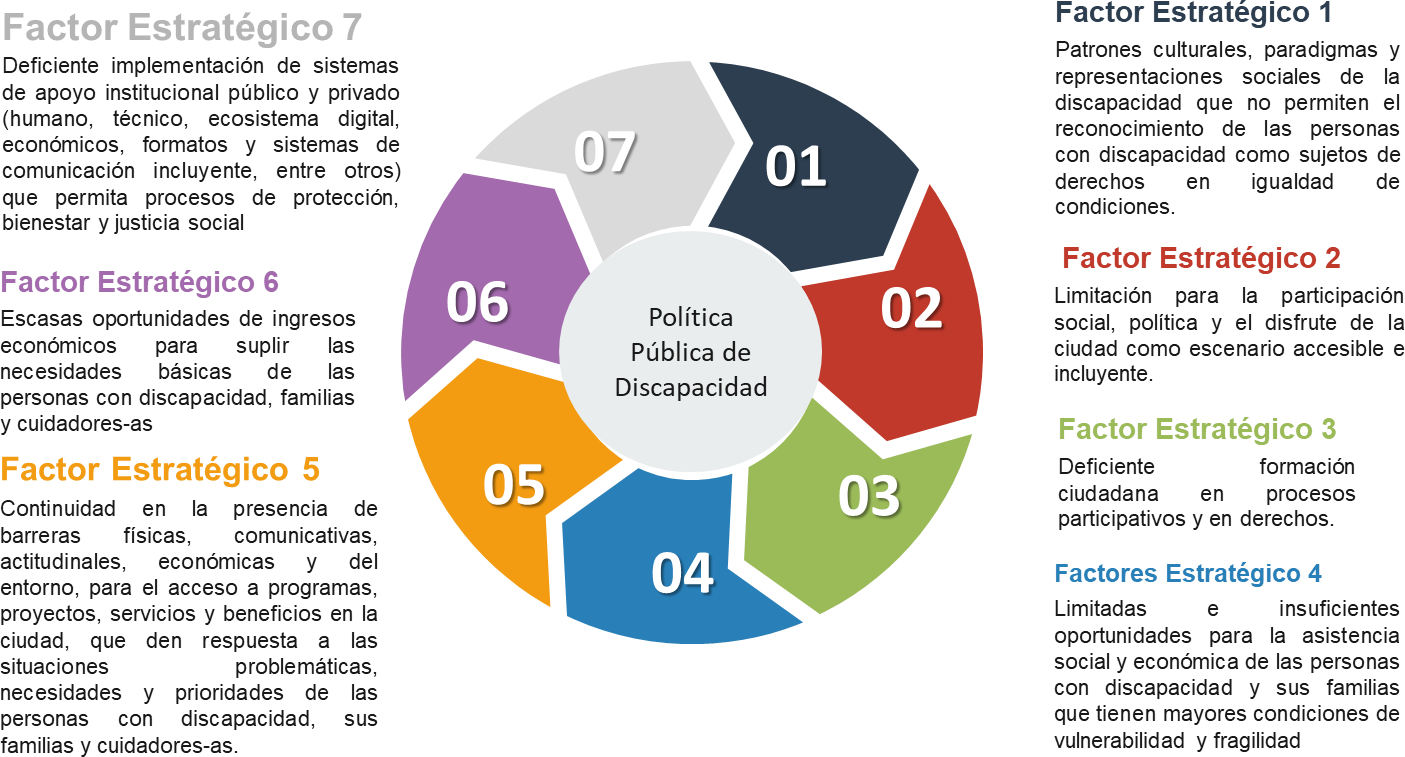 Factor Estratégico 7
Deficiente implementación de sistemas
de apoyo institucional público y privado
(humano, técnico, ecosistema digital,
económicos, formatos y sistemas de
comunicación incluyente, entre otros)
que permita procesos de protección,
bienestar y justicia social
Factor Estratégico 6
Escasas oportunidades de ingresos
económicos para suplir las
necesidades básicas de las
personas con discapacidad, familias
y cuidadores-as
Factor Estratégico 5
Continuidad en la presencia de
barreras físicas, comunicativas,
actitudinales, económicas y del
entorno, para el acceso a programas,
proyectos, servicios y beneficios en la
ciudad, que den respuesta a las
situaciones problemáticas,
necesidades y prioridades de las
personas con discapacidad, sus
familias y cuidadores-as.
07
01
06
02
05
03
04
Política
Pública de
Discapacidad
Factor Estratégico 1
Patrones culturales, paradigmas y
representaciones sociales de la
discapacidad que no permiten el
reconocimiento de las personas
con discapacidad como sujetos de
derechos en igualdad de
condiciones.
Factor Estratégico 2
Limitación para la participación
social, política y el disfrute de la
ciudad como escenario accesible e
incluyente.
Factor Estratégico 3
Deficiente formación
ciudadana en procesos
participativos y en derechos.
Factores Estratégico 4
Limitadas e insuficientes
oportunidades para la asistencia
social y económica de las personas
con discapacidad y sus familias
que tienen mayores condiciones de
vulnerabilidad y fragilidad